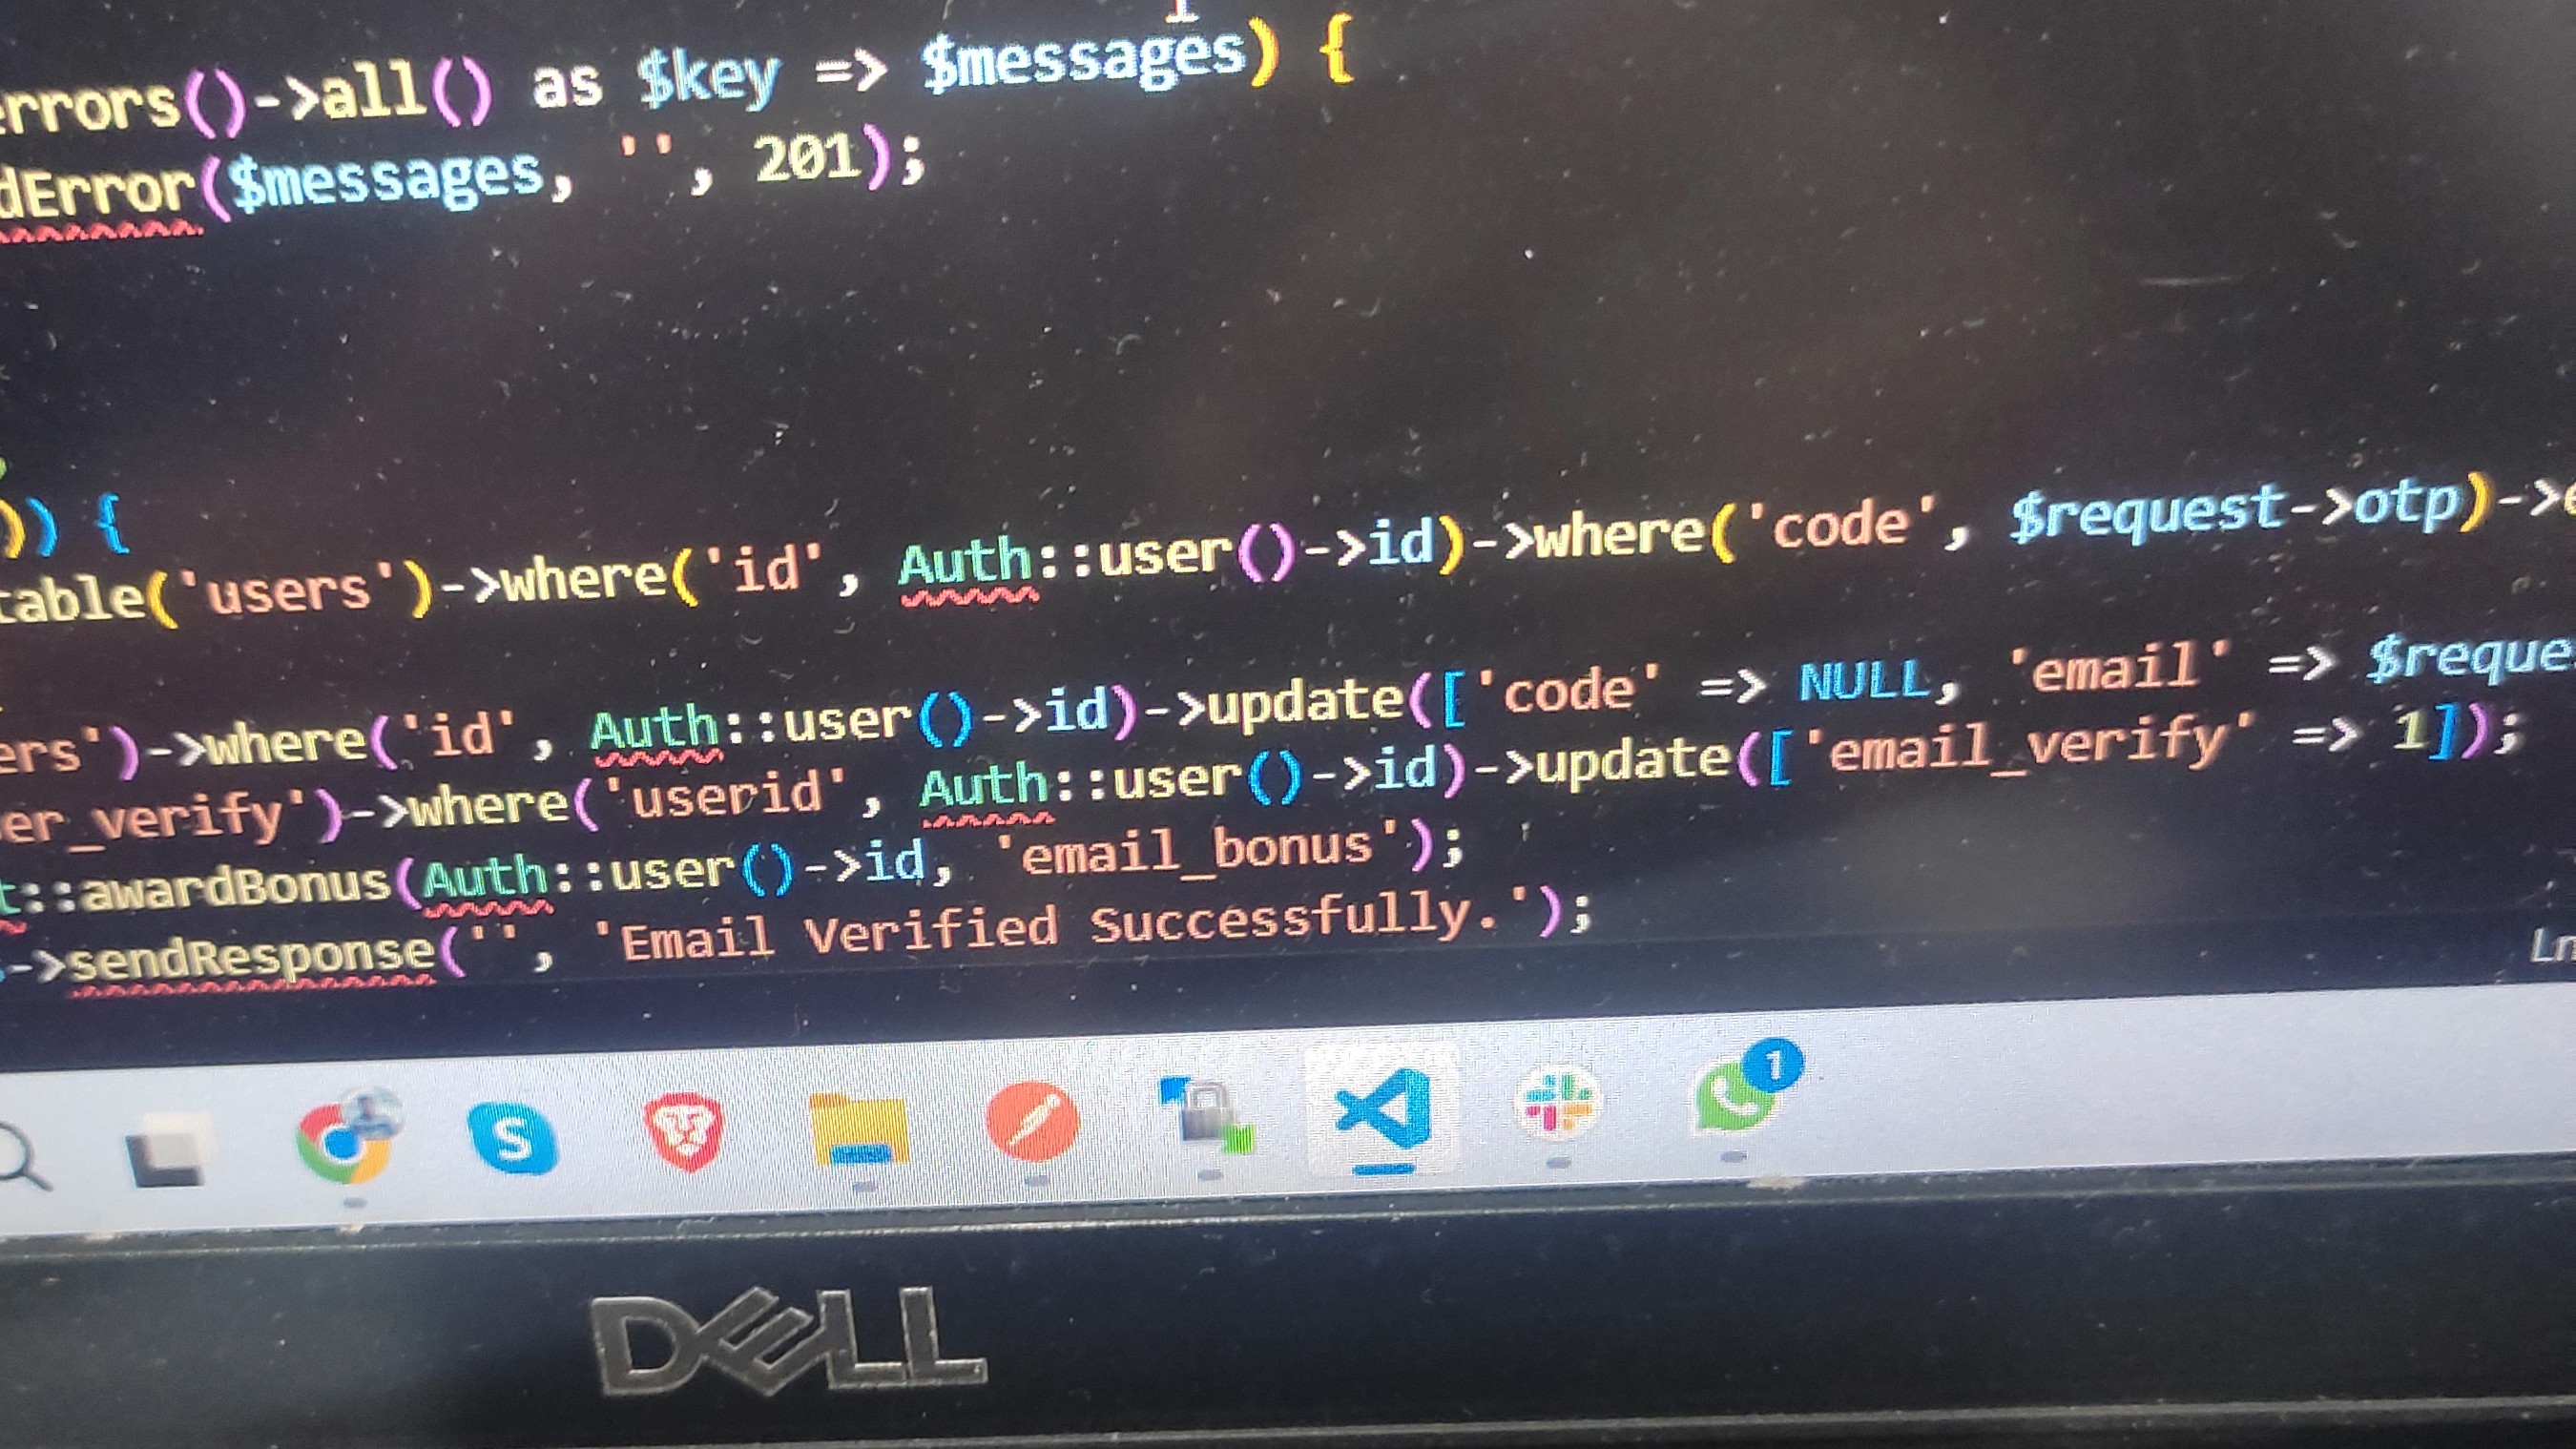 errors()->all() as $key => $messages) {
dError($messages, '', 201);
)) {
table('users')->where('id', Auth::user()->id)->where('code', $request->otp)->e
ers')->where('id', Auth::user()->id)->update(['code' => NULL, 'email' => $reque
er_verify')->where('userid', Auth::user()->id)->update(['email_verify' => 1]);
t::awardBonus(Auth::user()->id, 'email_bonus');
->sendResponse('', 'Email Verified Successfully.');
Ln
S
1
DELL